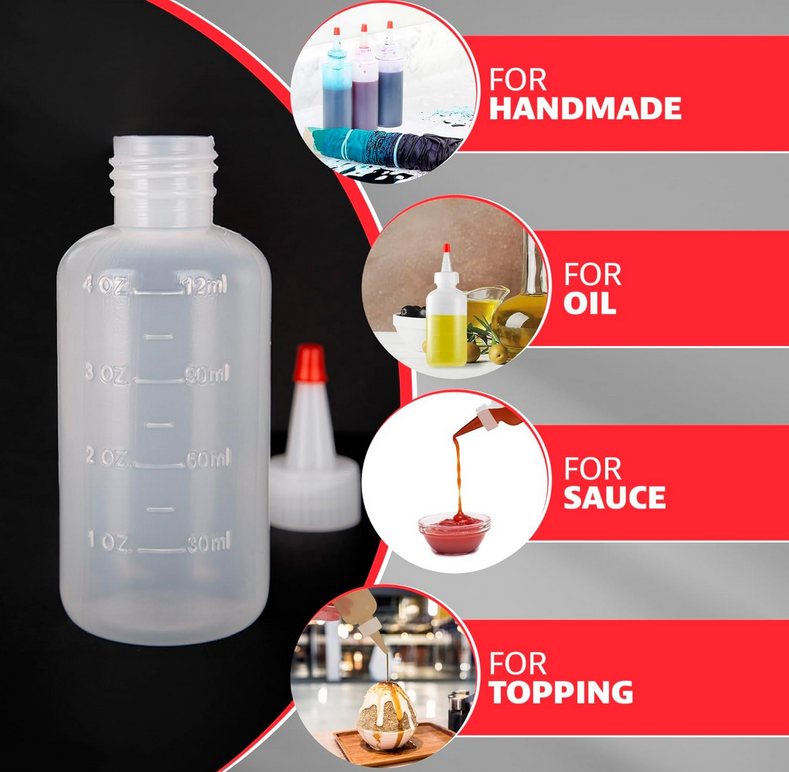 4 OZ. 12ml
3 OZ. 90ml
2 OZ. 60ml
1 OZ. 30ml
FOR
HANDMADE
FOR
OIL
FOR
SAUCE
FOR
TOPPING